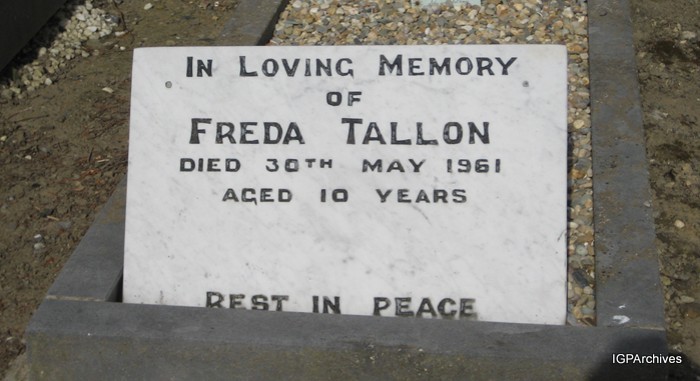 IN LOVING MEMORY
OF
FREDA TALLON
DIED 30TH MAY 1961
AGED 10 YEARS
REST IN PEACE
IGPArchives